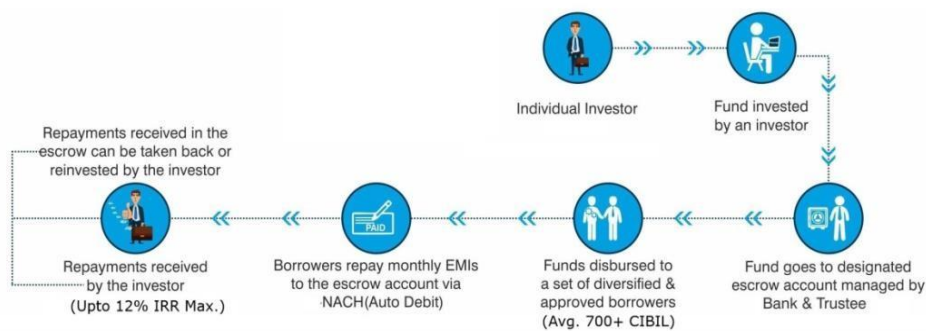 Individual Investor
Fund invested
by an investor
Repayments received in the
escrow can be taken back or
reinvested by the investor
PAID
Repayments received
by the investor
(Upto 12% IRR Max.)
Borrowers repay monthly EMIs
to the escrow account via
NACH(Auto Debit)
Funds disbursed to
a set of diversified &
approved borrowers
(Avg. 700+ CIBIL)
Fund goes to designated
escrow account managed by
Bank & Trustee